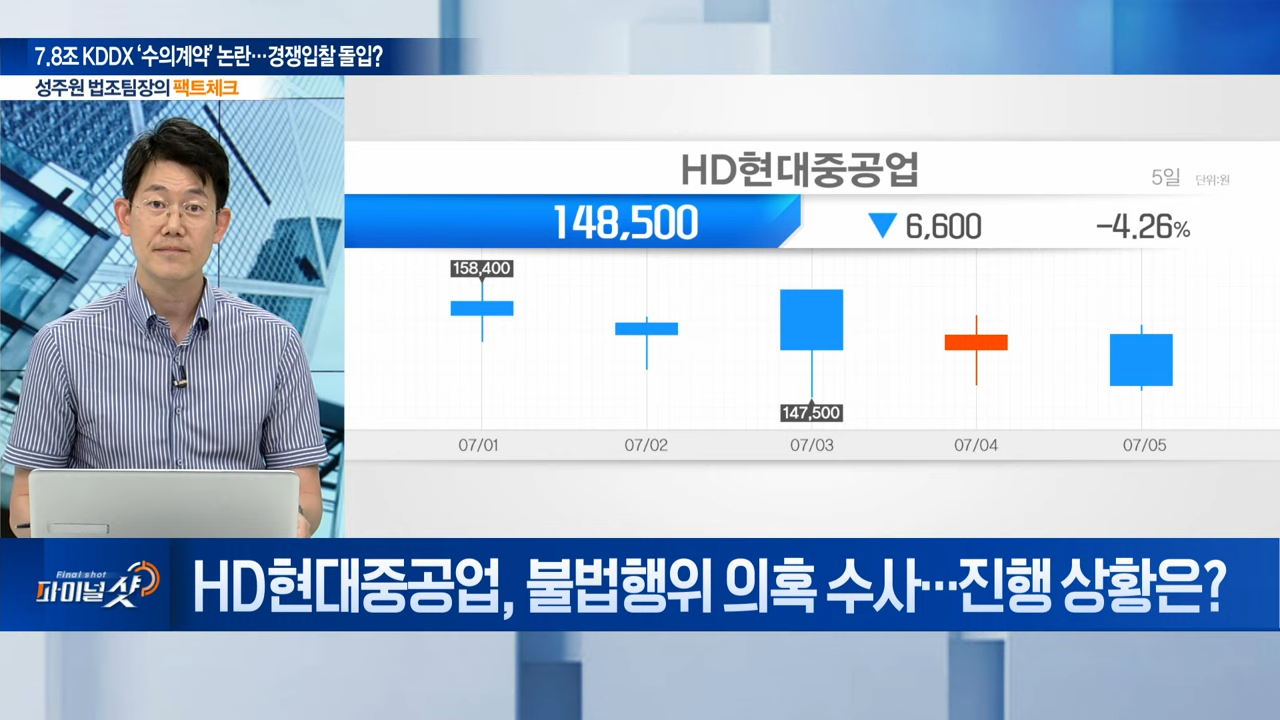 7.8조 KDDX ‘수의계약’ 논란…경쟁입찰 돌입?
성주원 법조팀장의 팩트체크
HD현대중공업
5일 단위:원
148,500 ▼ 6,600 -4.26%
158,400
147,500
07/01 07/02 07/03 07/04 07/05
Final shot
파이널샷
HD현대중공업, 불법행위 의혹 수사…진행 상황은?